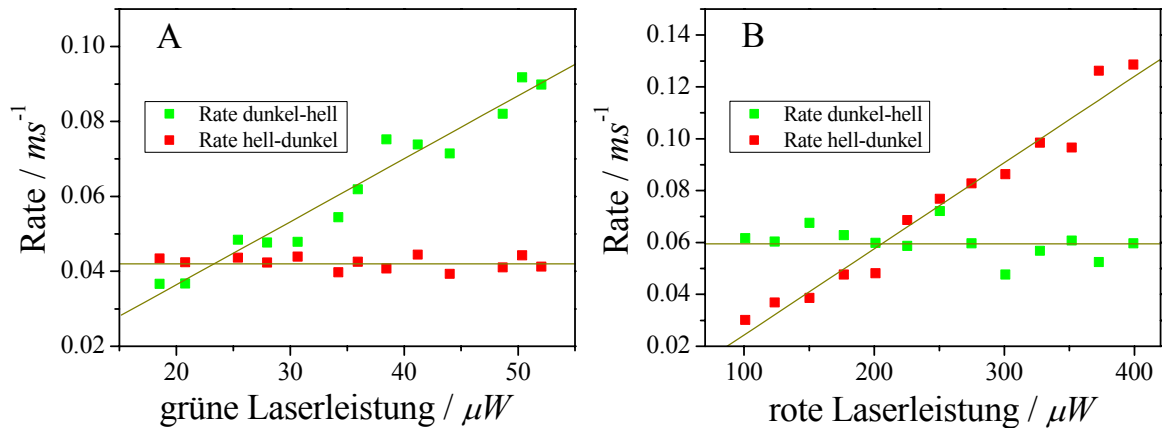 A
Rate / ms⁻¹
0.10
0.08
0.06
0.04
0.02
Rate dunkel-hell
Rate hell-dunkel
20 30 40 50
grüne Laserleistung / μW
B
Rate / ms⁻¹
0.14
0.12
0.10
0.08
0.06
0.04
0.02
Rate dunkel-hell
Rate hell-dunkel
100 200 300 400
rote Laserleistung / μW